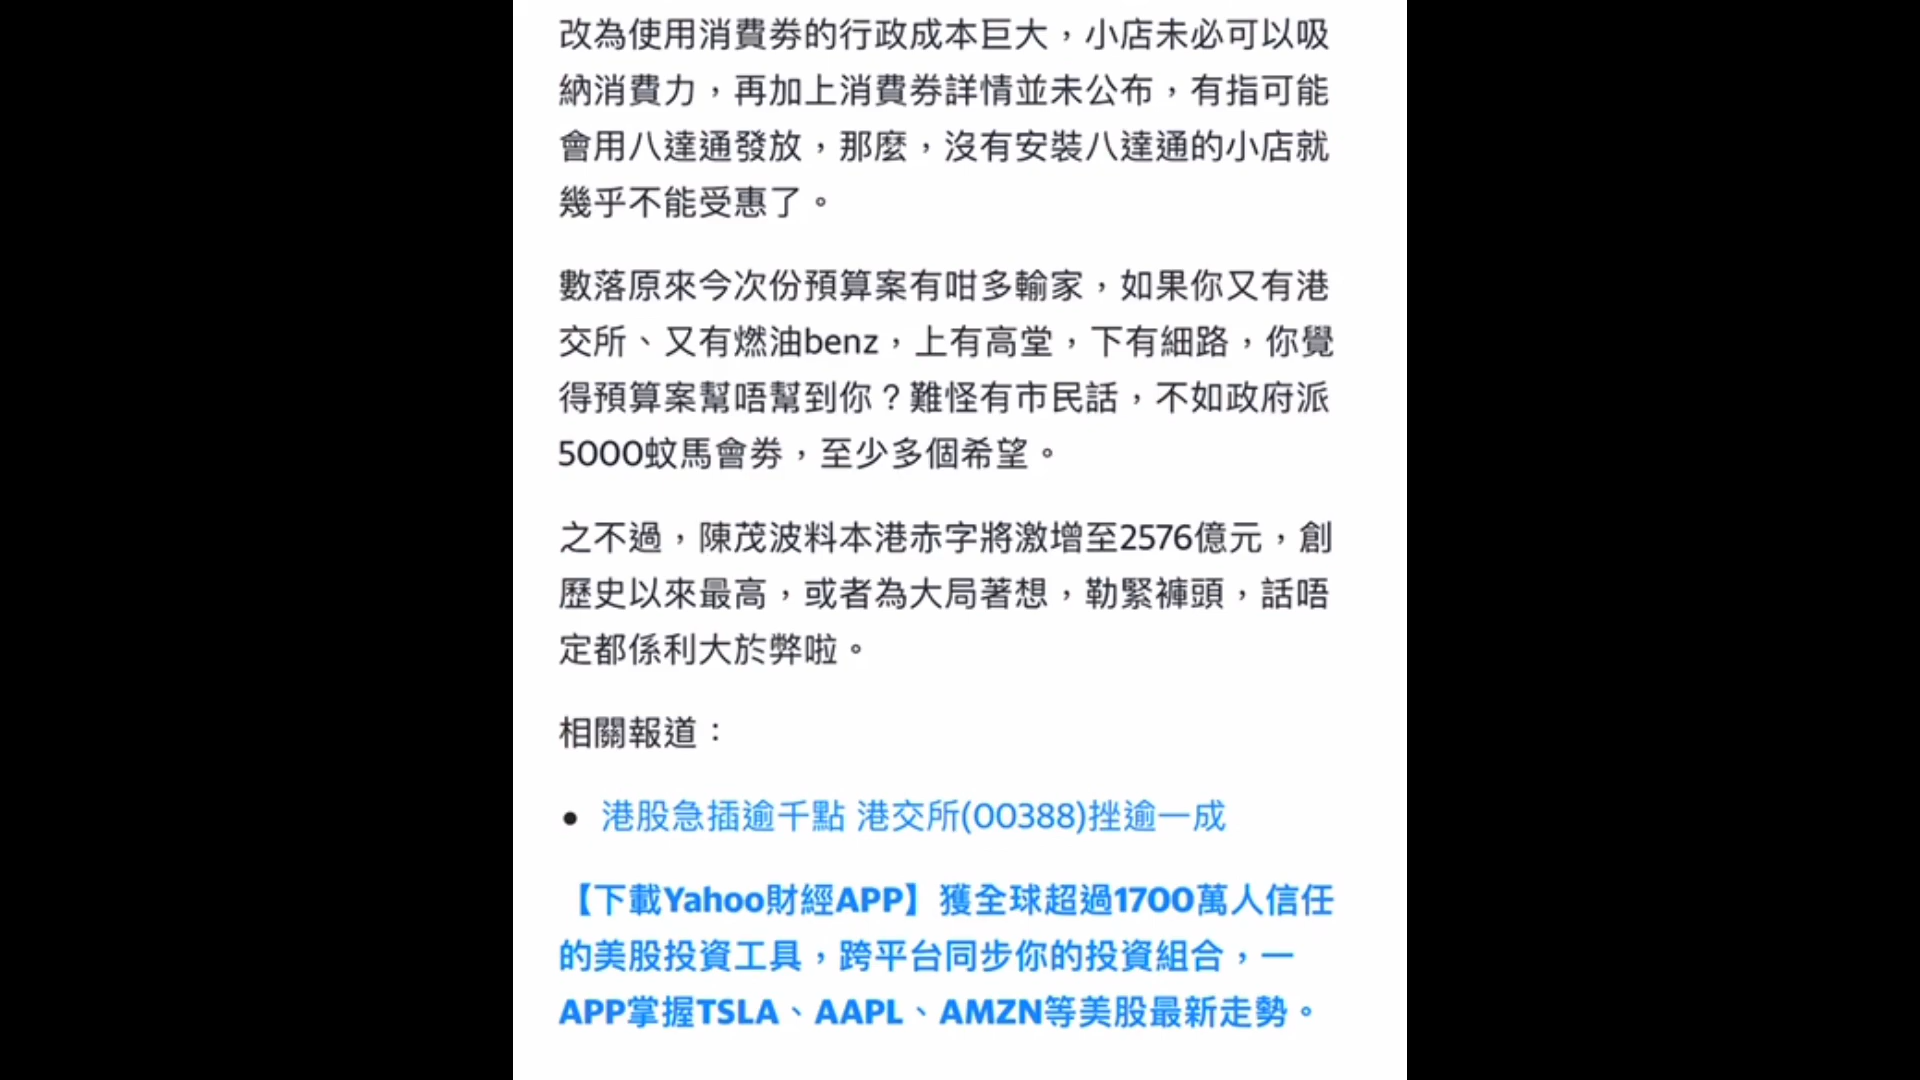 改為使用消費券的行政成本巨大，小店未必可以吸
納消費力，再加上消費券詳情並未公布，有指可能
會用八達通發放，那麼，沒有安裝八達通的小店就
幾乎不能受惠了。
數落原來今次份預算案有咁多輸家，如果你又有港
交所、又有燃油benz，上有高堂，下有細路，你覺
得預算案幫唔幫到你？難怪有市民話，不如政府派
5000蚊馬會券，至少多個希望。
之不過，陳茂波料本港赤字將激增至2576億元，創
歷史以來最高，或者為大局著想，勒緊褲頭，話唔
定都係利大於弊啦。
相關報道：
• 港股急插逾千點 港交所(00388)挫逾一成
【下載Yahoo財經APP】獲全球超過1700萬人信任
的美股投資工具，跨平台同步你的投資組合，一
APP掌握TSLA、AAPL、AMZN等美股最新走勢。